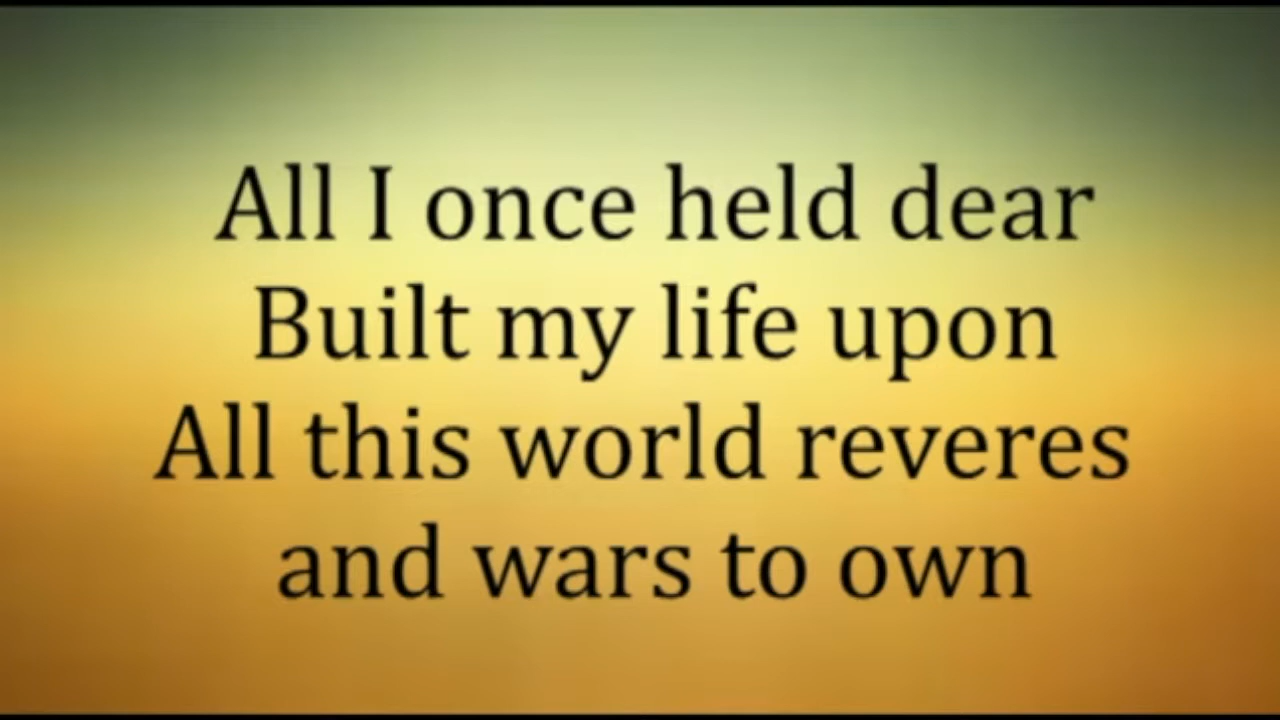 All I once held dear
Built my life upon
All this world reveres
and wars to own